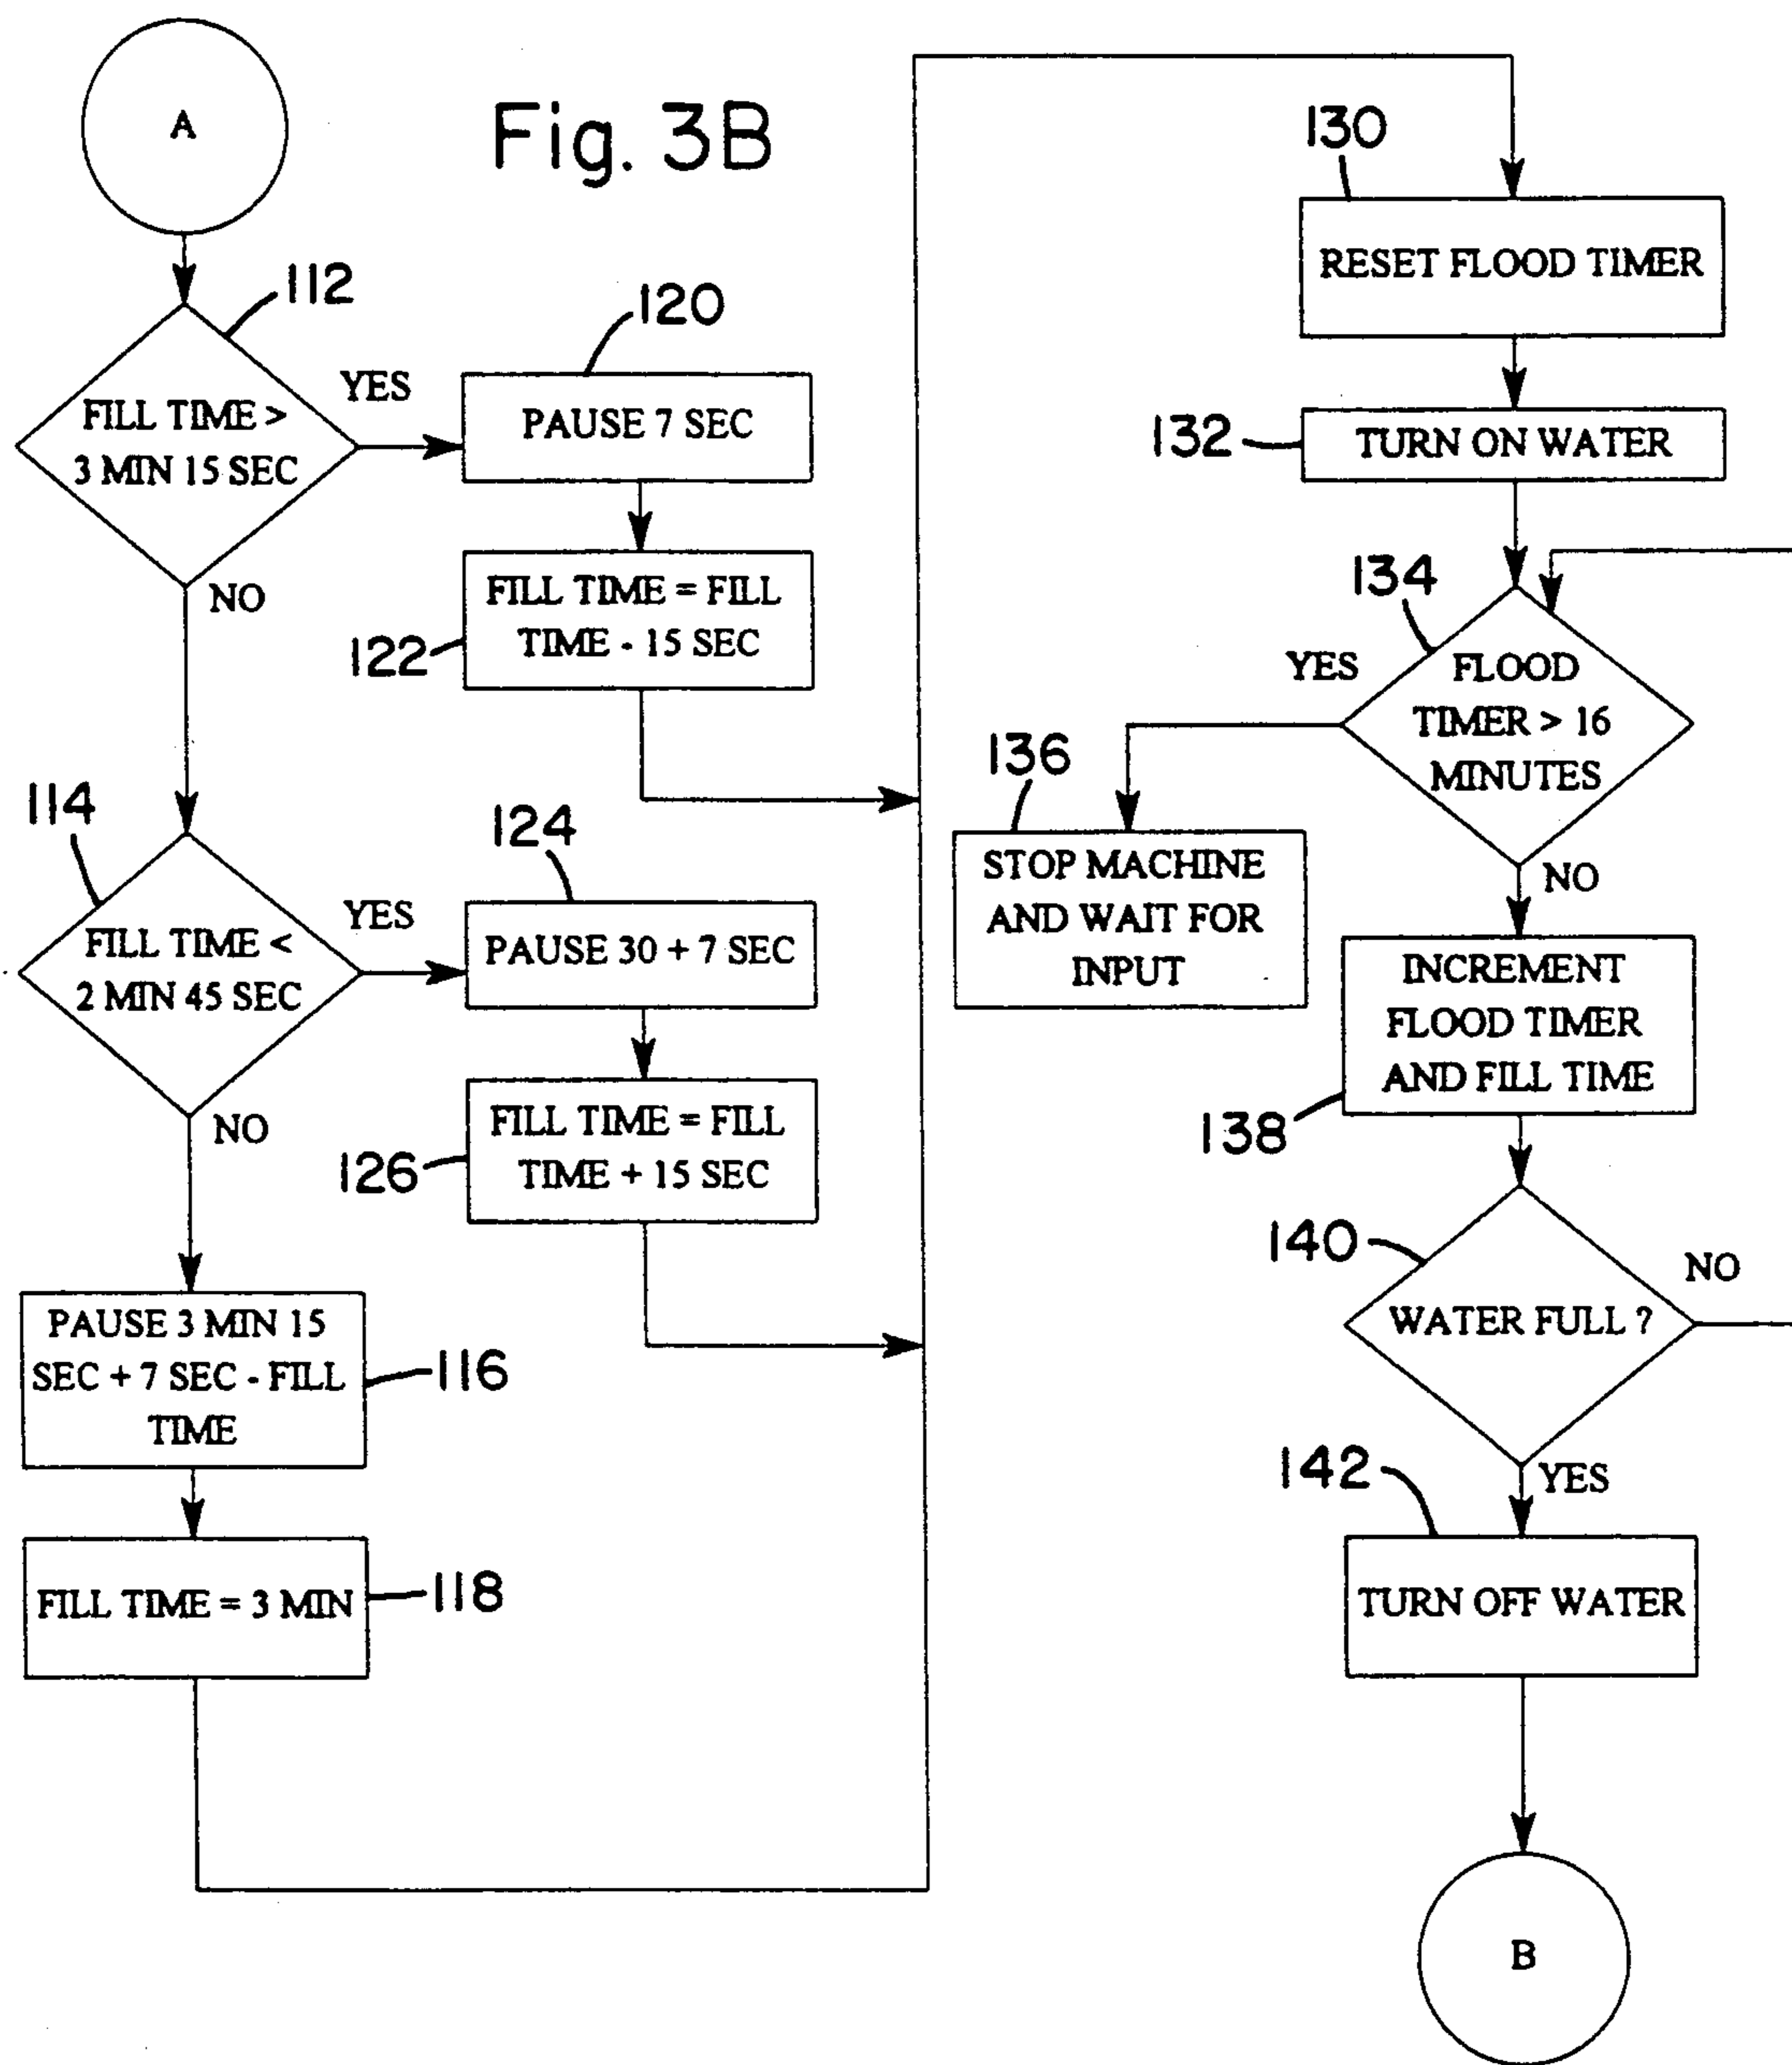 A
Fig. 3B
112
FILL TIME >
3 MIN 15 SEC
YES
NO
120
PAUSE 7 SEC
122
FILL TIME = FILL
TIME - 15 SEC
114
FILL TIME <
2 MIN 45 SEC
YES
NO
124
PAUSE 30 + 7 SEC
126
FILL TIME = FILL
TIME + 15 SEC
PAUSE 3 MIN 15
SEC + 7 SEC - FILL
TIME
116
FILL TIME = 3 MIN
118
130
RESET FLOOD TIMER
132
TURN ON WATER
134
YES
FLOOD
TIMER > 16
MINUTES
NO
136
STOP MACHINE
AND WAIT FOR
INPUT
INCREMENT
FLOOD TIMER
AND FILL TIME
138
140
WATER FULL ?
NO
YES
142
TURN OFF WATER
B